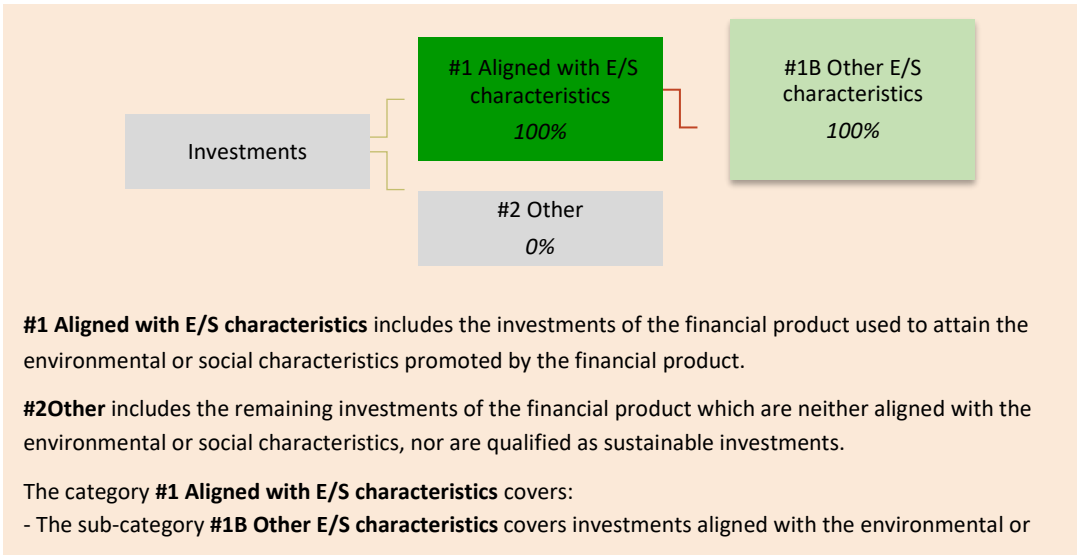 #1 Aligned with E/S
characteristics
100%
#1B Other E/S
characteristics
100%
Investments
#2 Other
0%
#1 Aligned with E/S characteristics includes the investments of the financial product used to attain the
environmental or social characteristics promoted by the financial product.
#2Other includes the remaining investments of the financial product which are neither aligned with the
environmental or social characteristics, nor are qualified as sustainable investments.
The category #1 Aligned with E/S characteristics covers:
- The sub-category #1B Other E/S characteristics covers investments aligned with the environmental or